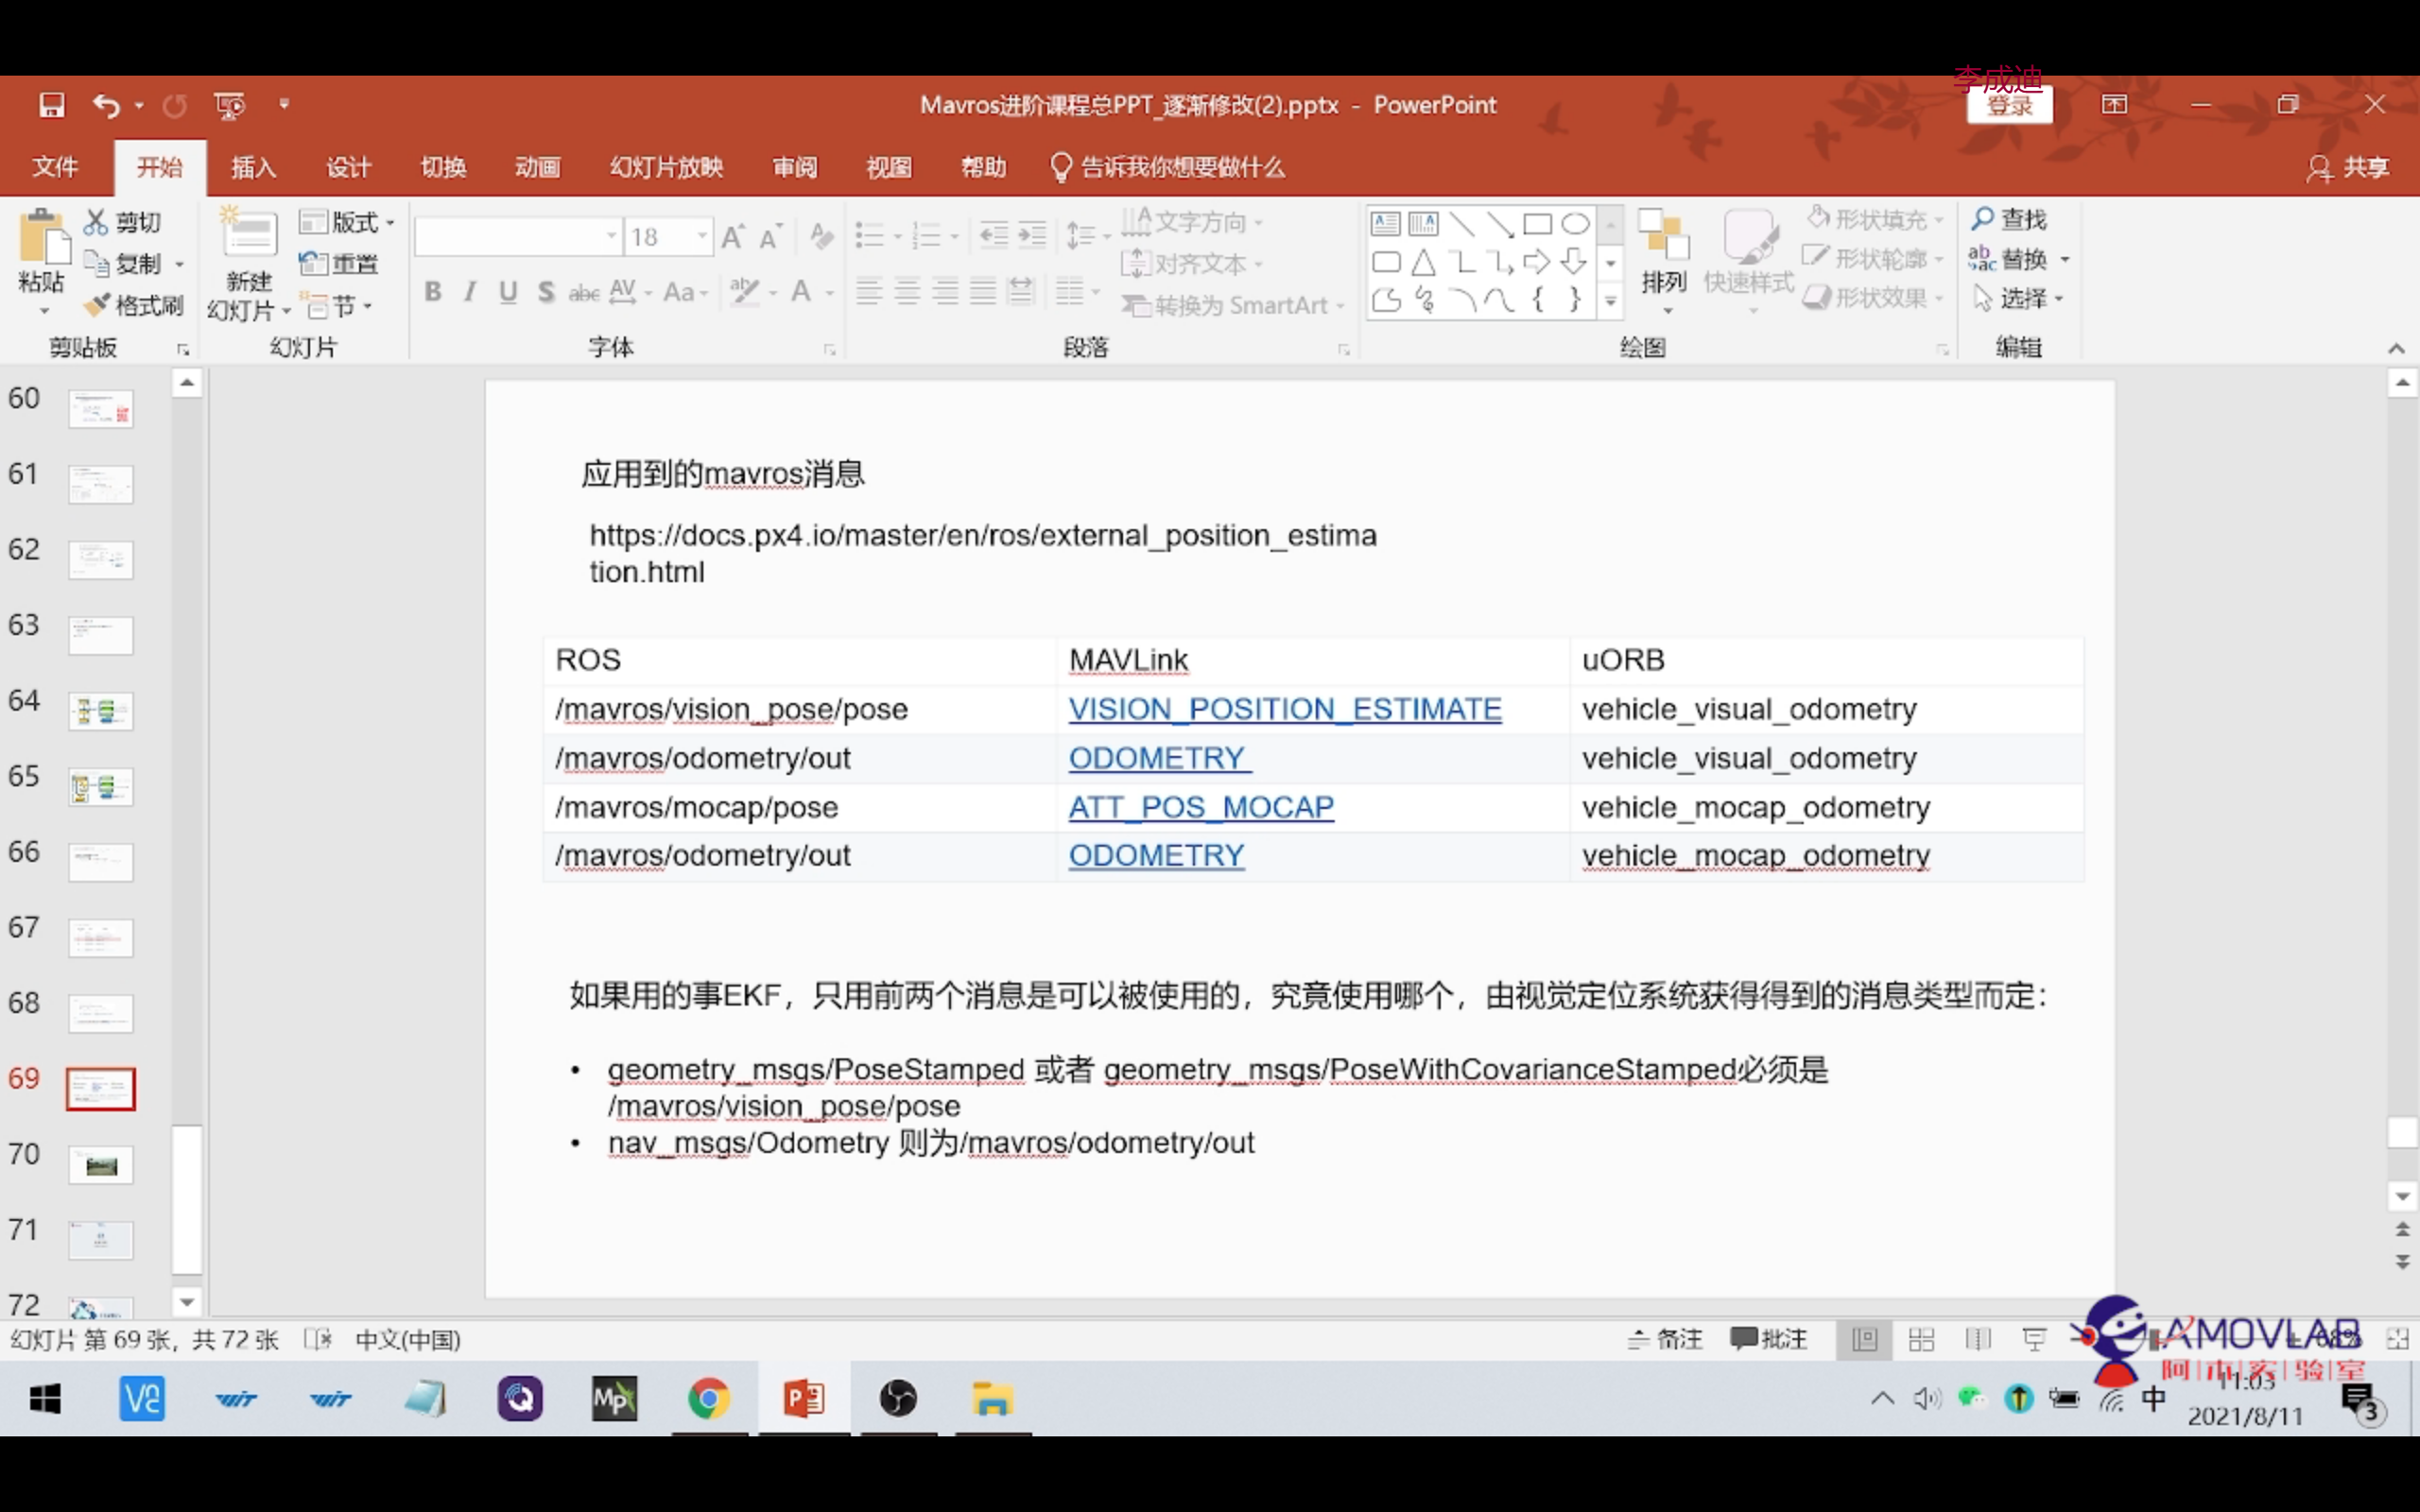 李成迪
Mavros进阶课程总PPT_逐渐修改(2).pptx - PowerPoint
登录
文件 开始 插入 设计 切换 动画 幻灯片放映 审阅 视图 帮助 告诉我你想要做什么 共享
粘贴 剪切 复制 格式刷 剪贴板
新建幻灯片 版式 重置 节 幻灯片
18 字体
文字方向 对齐文本 转换为 SmartArt 段落
排列 快速样式 形状填充 形状轮廓 形状效果 绘图
查找 替换 选择 编辑
60
61
62
63
64
65
66
67
68
69
70
71
72
应用到的mavros消息
https://docs.px4.io/master/en/ros/external_position_estima
tion.html
ROS MAVLink uORB
/mavros/vision_pose/pose VISION_POSITION_ESTIMATE vehicle_visual_odometry
/mavros/odometry/out ODOMETRY vehicle_visual_odometry
/mavros/mocap/pose ATT_POS_MOCAP vehicle_mocap_odometry
/mavros/odometry/out ODOMETRY vehicle_mocap_odometry
如果用的事EKF，只用前两个消息是可以被使用的，究竟使用哪个，由视觉定位系统获得得到的消息类型而定：
• geometry_msgs/PoseStamped 或者 geometry_msgs/PoseWithCovarianceStamped必须是
/mavros/vision_pose/pose
• nav_msgs/Odometry 则为/mavros/odometry/out
幻灯片 第 69 张，共 72 张 中文(中国) 备注 批注 68%
AMOVLAB
阿木实验室
中 11:03
2021/8/11
3